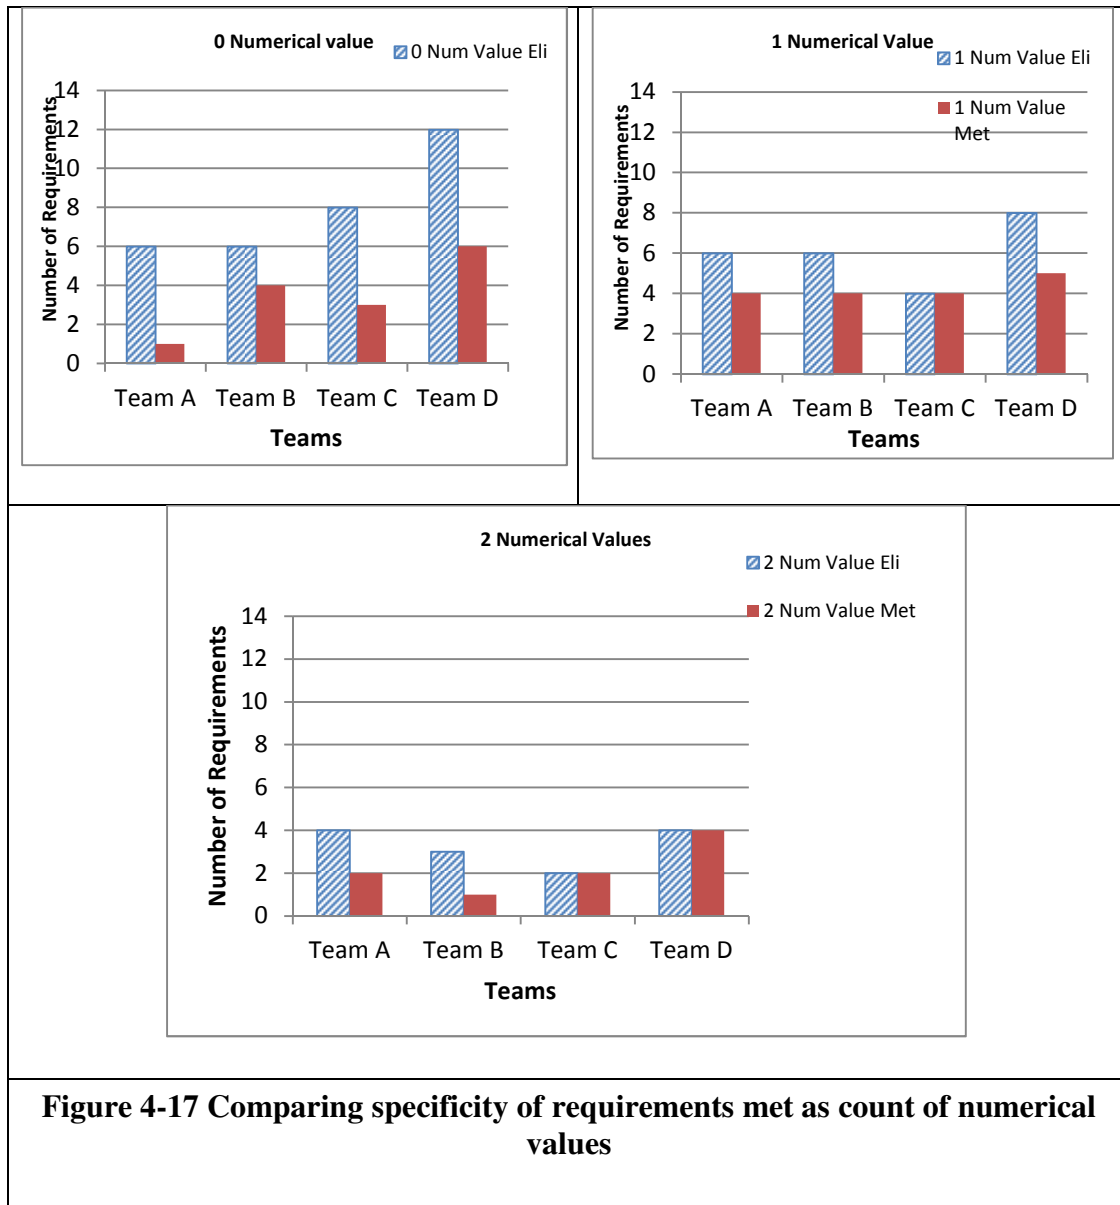 0 Numerical value
0 Num Value Eli
Number of Requirements
14
12
10
8
6
4
2
0
Team A Team B Team C Team D
Teams
1 Numerical Value
1 Num Value Eli
1 Num Value
Met
Number of Requirements
14
12
10
8
6
4
2
0
Team A Team B Team C Team D
Teams
2 Numerical Values
2 Num Value Eli
2 Num Value Met
Number of Requirements
14
12
10
8
6
4
2
0
Team A Team B Team C Team D
Teams
Figure 4-17 Comparing specificity of requirements met as count of numerical
values